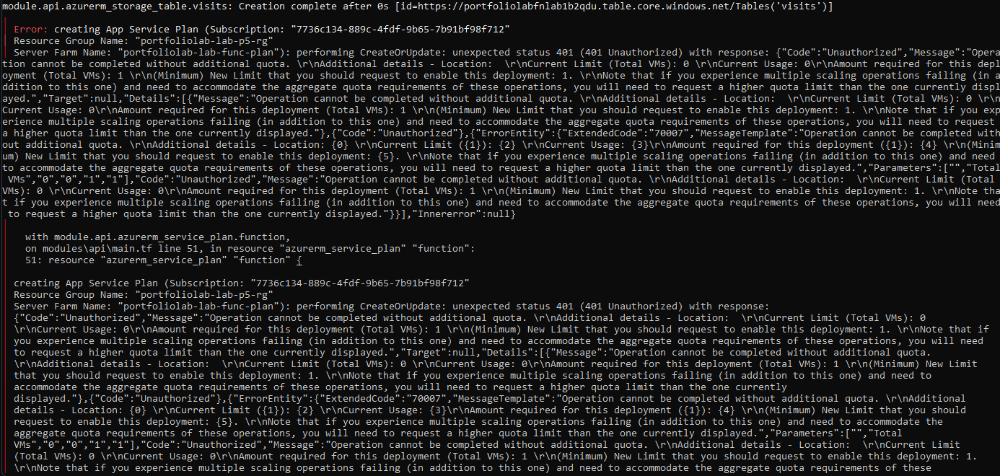 module.api.azurerm_storage_table.visits: Creation complete after 0s [id=https://portfoliolabfnlab1b2qdu.table.core.windows.net/Tables('visits')]
Error: creating App Service Plan (Subscription: "7736c134-889c-4fdf-9b65-7b91bf98f712"
Resource Group Name: "portfoliolab-lab-p5-rg"
Server Farm Name: "portfoliolab-lab-func-plan"): performing CreateOrUpdate: unexpected status 401 (401 Unauthorized) with response: {"Code":"Unauthorized","Message":"Opera
tion cannot be completed without additional quota. \r\nAdditional details - Location:  \r\nCurrent Limit (Total VMs): 0 \r\nCurrent Usage: 0\r\nAmount required for this depl
oyment (Total VMs): 1 \r\n(Minimum) New Limit that you should request to enable this deployment: 1. \r\nNote that if you experience multiple scaling operations failing (in a
ddition to this one) and need to accommodate the aggregate quota requirements of these operations, you will need to request a higher quota limit than the one currently displ
ayed.","Target":null,"Details":[{"Message":"Operation cannot be completed without additional quota. \r\nAdditional details - Location:  \r\nCurrent Limit (Total VMs): 0 \r\n
Current Usage: 0\r\nAmount required for this deployment (Total VMs): 1 \r\n(Minimum) New Limit that you should request to enable this deployment: 1. \r\nNote that if you exp
erience multiple scaling operations failing (in addition to this one) and need to accommodate the aggregate quota requirements of these operations, you will need to request
a higher quota limit than the one currently displayed."},{"Code":"Unauthorized"},{"ErrorEntity":{"ExtendedCode":"70007","MessageTemplate":"Operation cannot be completed with
out additional quota. \r\nAdditional details - Location: {0} \r\nCurrent Limit ({1}): {2} \r\nCurrent Usage: {3}\r\nAmount required for this deployment ({1}): {4} \r\n(Minim
um) New Limit that you should request to enable this deployment: {5}. \r\nNote that if you experience multiple scaling operations failing (in addition to this one) and need
to accommodate the aggregate quota requirements of these operations, you will need to request a higher quota limit than the one currently displayed.","Parameters":["","Total
VMs","0","0","1","1"],"Code":"Unauthorized","Message":"Operation cannot be completed without additional quota. \r\nAdditional details - Location:  \r\nCurrent Limit (Total
VMs): 0 \r\nCurrent Usage: 0\r\nAmount required for this deployment (Total VMs): 1 \r\n(Minimum) New Limit that you should request to enable this deployment: 1. \r\nNote tha
t if you experience multiple scaling operations failing (in addition to this one) and need to accommodate the aggregate quota requirements of these operations, you will need
to request a higher quota limit than the one currently displayed."}}],"Innererror":null}
with module.api.azurerm_service_plan.function,
on modules\api\main.tf line 51, in resource "azurerm_service_plan" "function":
51: resource "azurerm_service_plan" "function" {
creating App Service Plan (Subscription: "7736c134-889c-4fdf-9b65-7b91bf98f712"
Resource Group Name: "portfoliolab-lab-p5-rg"
Server Farm Name: "portfoliolab-lab-func-plan"): performing CreateOrUpdate: unexpected status 401 (401 Unauthorized) with response:
{"Code":"Unauthorized","Message":"Operation cannot be completed without additional quota. \r\nAdditional details - Location:  \r\nCurrent Limit (Total VMs): 0
\r\nCurrent Usage: 0\r\nAmount required for this deployment (Total VMs): 1 \r\n(Minimum) New Limit that you should request to enable this deployment: 1. \r\nNote that if
you experience multiple scaling operations failing (in addition to this one) and need to accommodate the aggregate quota requirements of these operations, you will need
to request a higher quota limit than the one currently displayed.","Target":null,"Details":[{"Message":"Operation cannot be completed without additional quota.
\r\nAdditional details - Location:  \r\nCurrent Limit (Total VMs): 0 \r\nCurrent Usage: 0\r\nAmount required for this deployment (Total VMs): 1 \r\n(Minimum) New Limit
that you should request to enable this deployment: 1. \r\nNote that if you experience multiple scaling operations failing (in addition to this one) and need to
accommodate the aggregate quota requirements of these operations, you will need to request a higher quota limit than the one currently
displayed."},{"Code":"Unauthorized"},{"ErrorEntity":{"ExtendedCode":"70007","MessageTemplate":"Operation cannot be completed without additional quota. \r\nAdditional
details - Location: {0} \r\nCurrent Limit ({1}): {2} \r\nCurrent Usage: {3}\r\nAmount required for this deployment ({1}): {4} \r\n(Minimum) New Limit that you should
request to enable this deployment: {5}. \r\nNote that if you experience multiple scaling operations failing (in addition to this one) and need to accommodate the
aggregate quota requirements of these operations, you will need to request a higher quota limit than the one currently displayed.","Parameters":["","Total
VMs","0","0","1","1"],"Code":"Unauthorized","Message":"Operation cannot be completed without additional quota. \r\nAdditional details - Location:  \r\nCurrent Limit
(Total VMs): 0 \r\nCurrent Usage: 0\r\nAmount required for this deployment (Total VMs): 1 \r\n(Minimum) New Limit that you should request to enable this deployment: 1.
\r\nNote that if you experience multiple scaling operations failing (in addition to this one) and need to accommodate the aggregate quota requirements of these